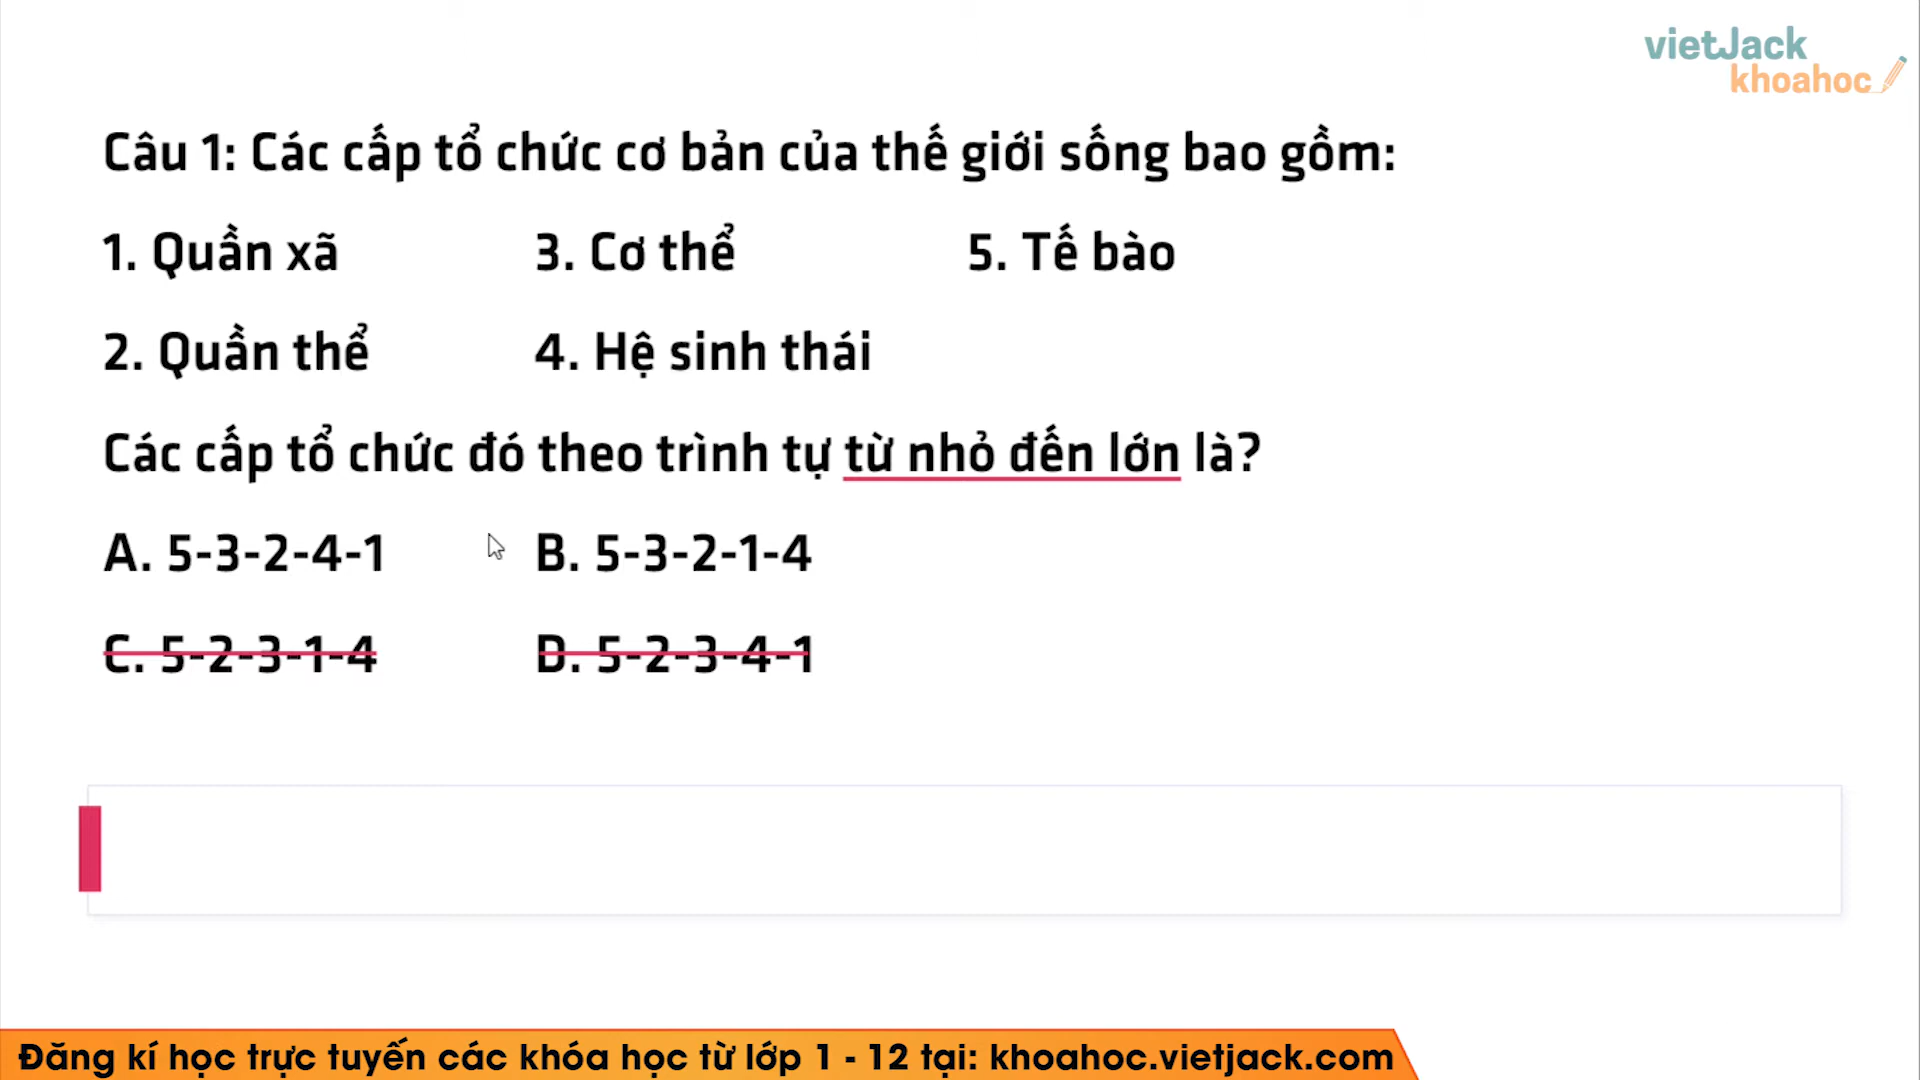 vietJack
khoahoc
Câu 1: Các cấp tổ chức cơ bản của thế giới sống bao gồm:
1. Quần xã 3. Cơ thể 5. Tế bào
2. Quần thể 4. Hệ sinh thái
Các cấp tổ chức đó theo trình tự từ nhỏ đến lớn là?
A. 5-3-2-4-1 B. 5-3-2-1-4
C. 5-2-3-1-4 D. 5-2-3-4-1
Đăng kí học trực tuyến các khóa học từ lớp 1 - 12 tại: khoahoc.vietjack.com